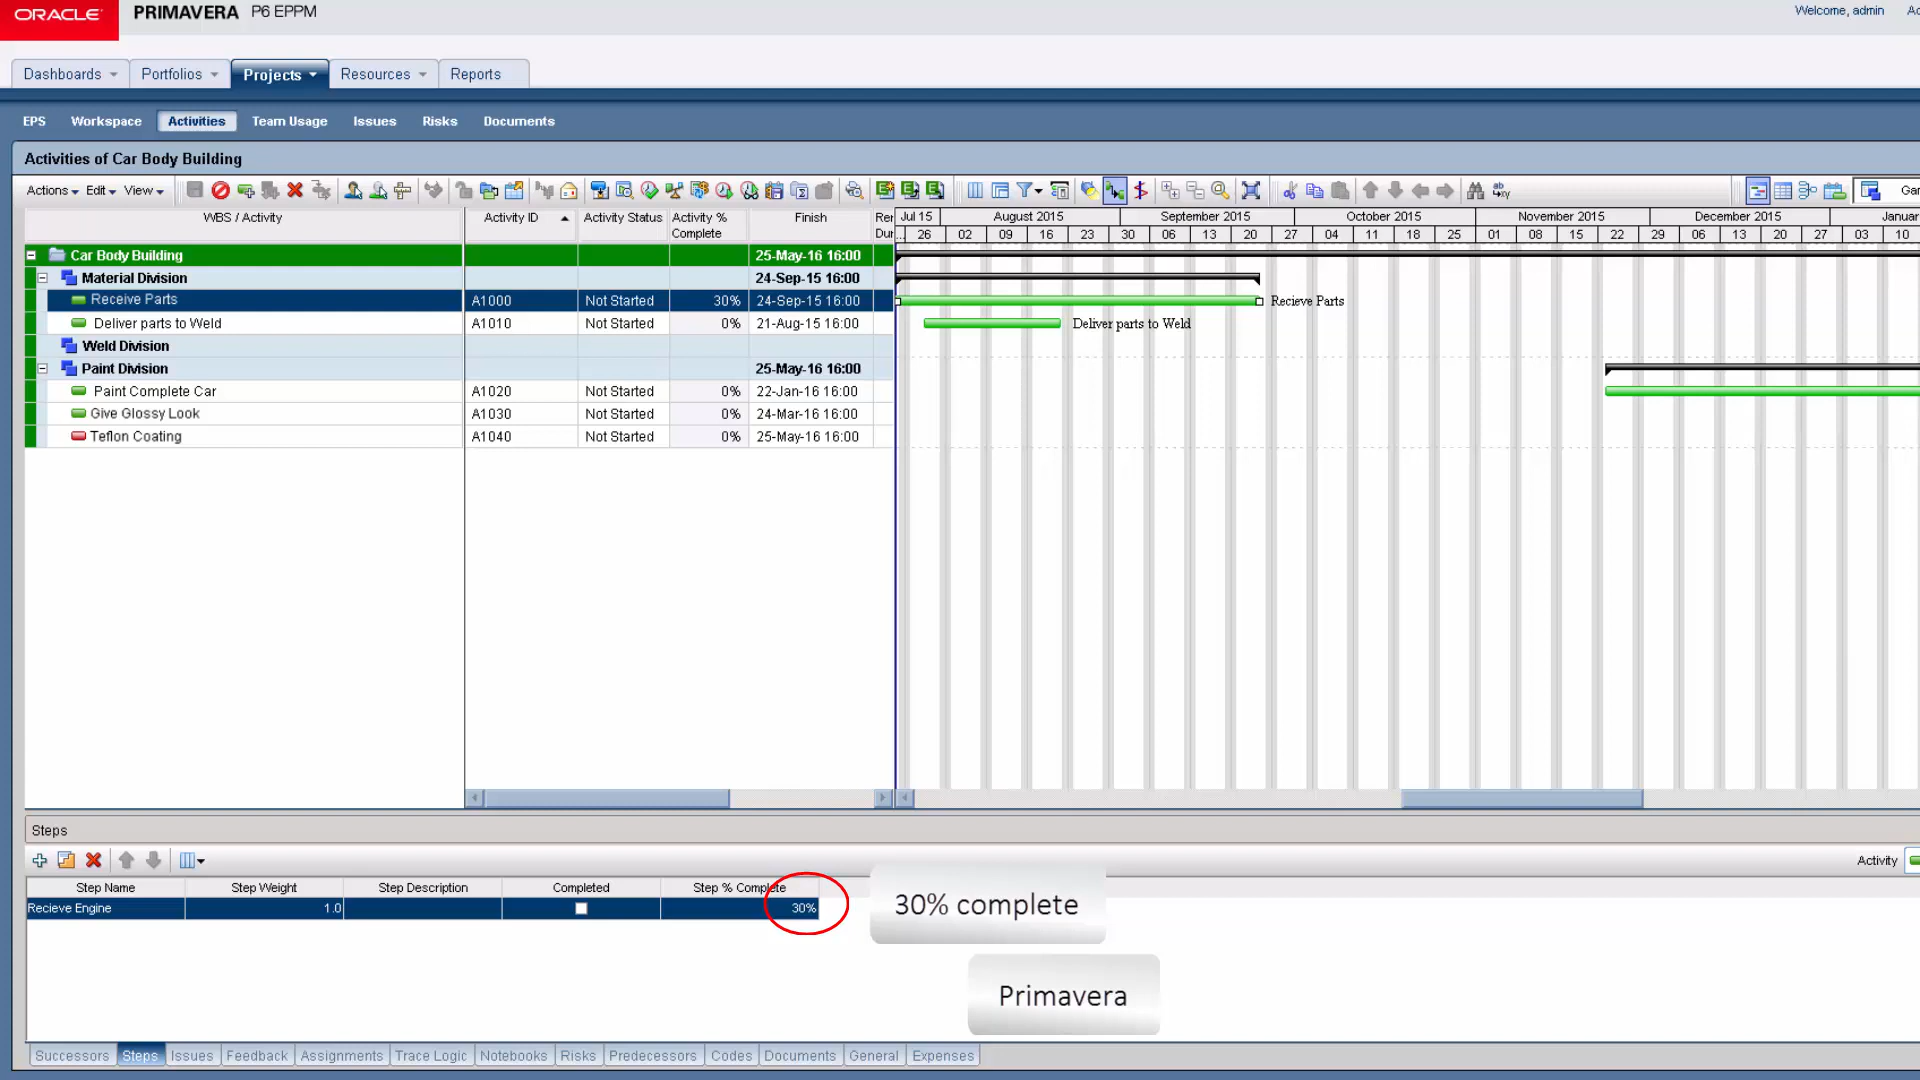 ORACLE PRIMAVERA P6 EPPM Welcome, admin Ac
Dashboards Portfolios Projects Resources Reports
EPS Workspace Activities Team Usage Issues Risks Documents
Activities of Car Body Building
Actions Edit View Gar
WBS / Activity Activity ID Activity Status Activity % Complete Finish Rer Dur
Jul 15 August 2015 September 2015 October 2015 November 2015 December 2015 Januar
... 26 02 09 16 23 30 06 13 20 27 04 11 18 25 01 08 15 22 29 06 13 20 27 03 10
Car Body Building 25-May-16 16:00
Material Division 24-Sep-15 16:00
Receive Parts A1000 Not Started 30% 24-Sep-15 16:00 Recieve Parts
Deliver parts to Weld A1010 Not Started 0% 21-Aug-15 16:00 Deliver parts to Weld
Weld Division
Paint Division 25-May-16 16:00
Paint Complete Car A1020 Not Started 0% 22-Jan-16 16:00
Give Glossy Look A1030 Not Started 0% 24-Mar-16 16:00
Teflon Coating A1040 Not Started 0% 25-May-16 16:00
Steps
Activity
Step Name Step Weight Step Description Completed Step % Complete
Recieve Engine 1.0 30%
30% complete
Primavera
Successors Steps Issues Feedback Assignments Trace Logic Notebooks Risks Predecessors Codes Documents General Expenses